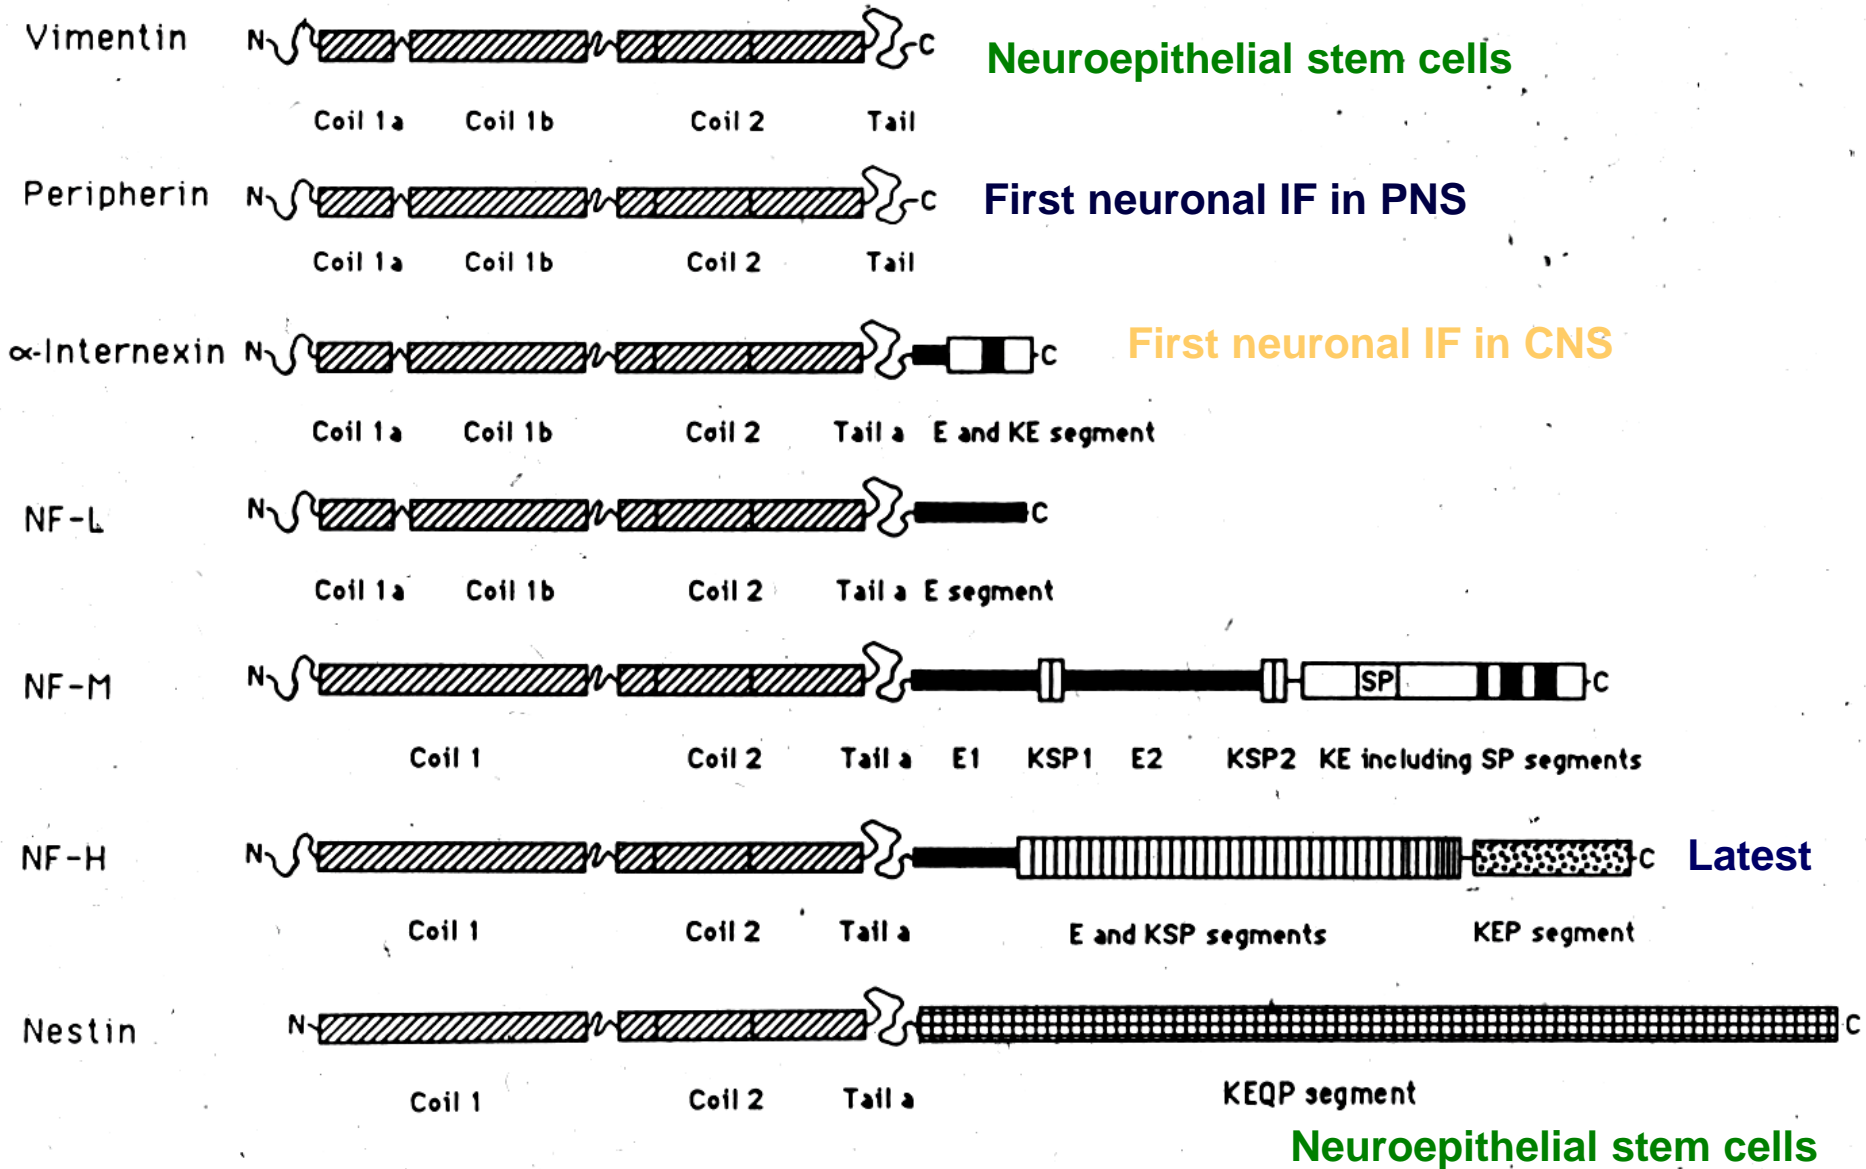 Vimentin N C Neuroepithelial stem cells
Coil 1a Coil 1b Coil 2 Tail
Peripherin N C First neuronal IF in PNS
Coil 1a Coil 1b Coil 2 Tail
α-Internexin N C First neuronal IF in CNS
Coil 1a Coil 1b Coil 2 Tail a E and KE segment
NF-L N C
Coil 1a Coil 1b Coil 2 Tail a E segment
NF-M N SP C
Coil 1 Coil 2 Tail a E1 KSP1 E2 KSP2 KE including SP segments
NF-H N C Latest
Coil 1 Coil 2 Tail a E and KSP segments KEP segment
Nestin N C
Coil 1 Coil 2 Tail a KEQP segment
Neuroepithelial stem cells